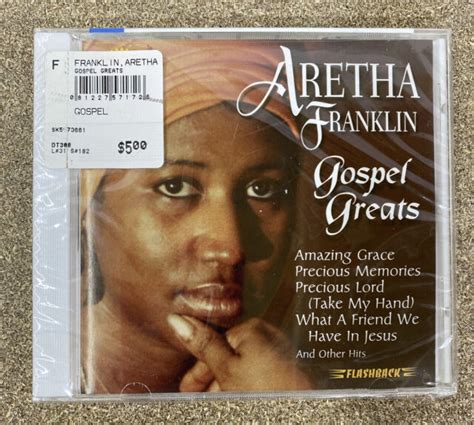 F FRANKLIN,ARETHA
GOSPEL GREATS
GOSPEL
$5.00
ARETHA
FRANKLIN
Gospel
Greats
Amazing Grace
Precious Memories
Precious Lord
(Take My Hand)
What A Friend We
Have In Jesus
And Other Hits
FLASHBACK